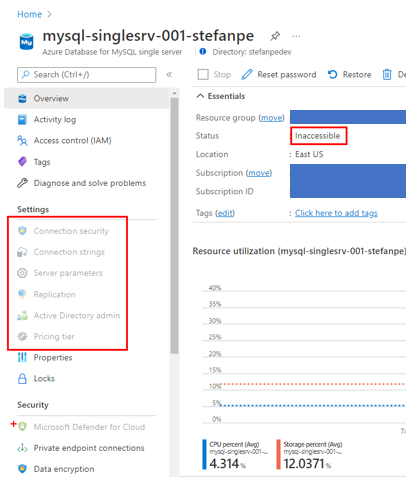 Home >
mysql-singlesrv-001-stefanpe
Azure Database for MySQL single server
Directory: stefanpedev
Search (Ctrl+/)
«
Stop
Reset password
Restore
De
Overview
Activity log
Access control (IAM)
Tags
Diagnose and solve problems
Settings
Connection security
Connection strings
Server parameters
Replication
Active Directory admin
Pricing tier
Properties
Locks
Security
Microsoft Defender for Cloud
Private endpoint connections
Data encryption
Essentials
Resource group (move)
Status : Inaccessible
Location : East US
Subscription (move)
Subscription ID
Tags (edit) : Click here to add tags
Resource utilization (mysql-singlesrv-001-stefanpe)
40%
35%
30%
25%
20%
15%
10%
5%
0%
7:
CPU percent (Avg)
mysql-singlesrv-001-...
4.314 %
Storage percent (Avg)
mysql-singlesrv-001-...
12.0371 %